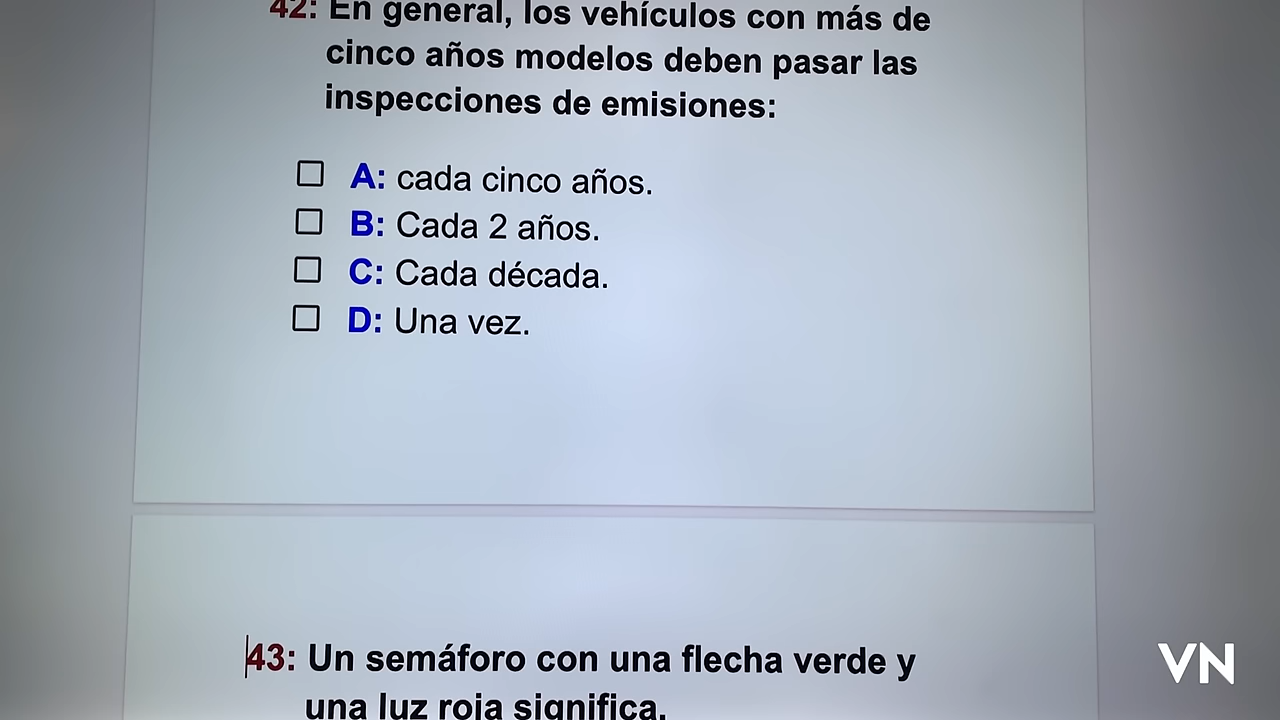 42: En general, los vehículos con más de
cinco años modelos deben pasar las
inspecciones de emisiones:
A: cada cinco años.
B: Cada 2 años.
C: Cada década.
D: Una vez.
43: Un semáforo con una flecha verde y
una luz roja significa.
VN